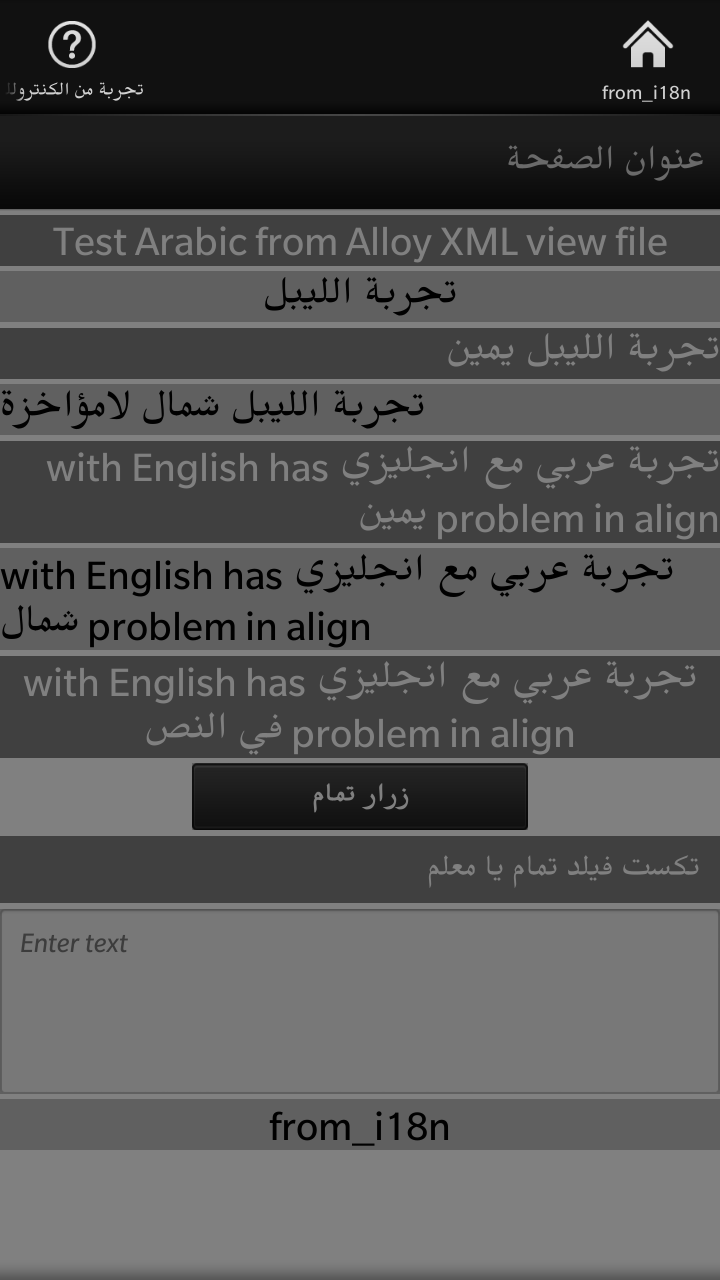 from_i18n
تجربة من الكنترولل
عنوان الصفحة
Test Arabic from Alloy XML view file
تجربة الليبل
تجربة الليبل يمين
تجربة الليبل شمال لامؤاخزة
تجربة عربي مع انجليزي with English has
problem in align يمين
تجربة عربي مع انجليزي with English has
problem in align شمال
تجربة عربي مع انجليزي with English has
problem in align في النص
زرار تمام
تكست فيلد تمام يا معلم
Enter text
from_i18n